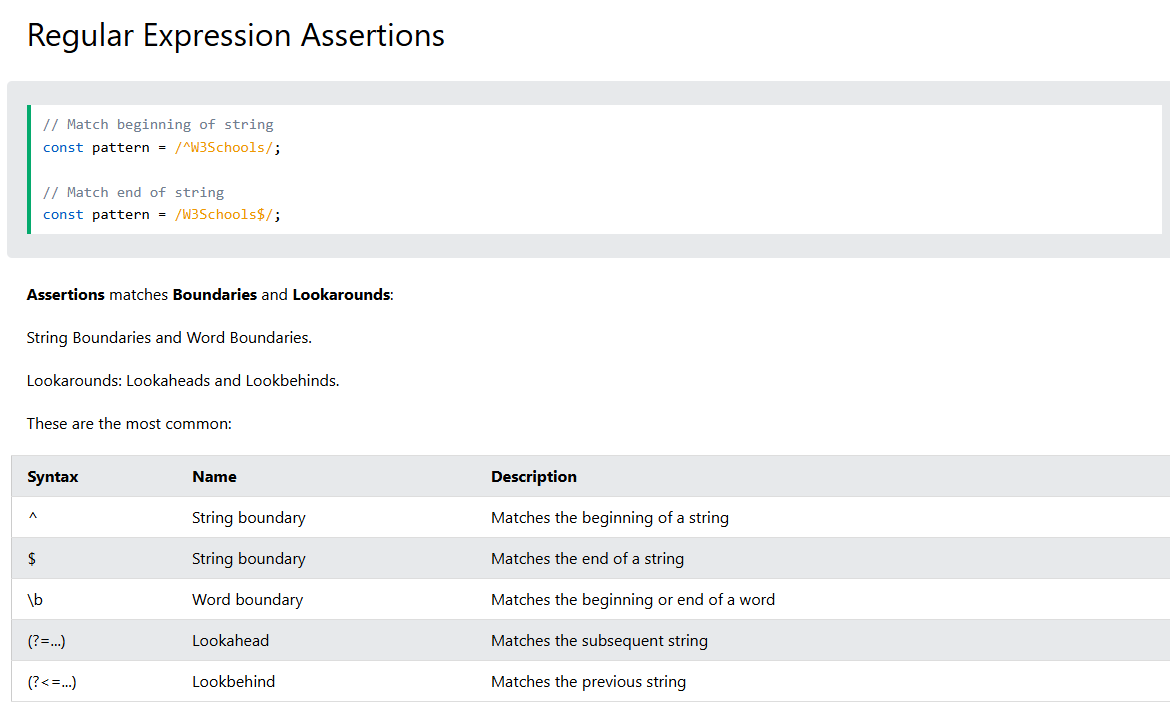 Regular Expression Assertions
// Match beginning of string
const pattern = /^W3Schools/;
// Match end of string
const pattern = /W3Schools$/;
Assertions matches Boundaries and Lookarounds:
String Boundaries and Word Boundaries.
Lookarounds: Lookaheads and Lookbehinds.
These are the most common:
Syntax Name Description
^ String boundary Matches the beginning of a string
$ String boundary Matches the end of a string
\b Word boundary Matches the beginning or end of a word
(?=...) Lookahead Matches the subsequent string
(?<=...) Lookbehind Matches the previous string